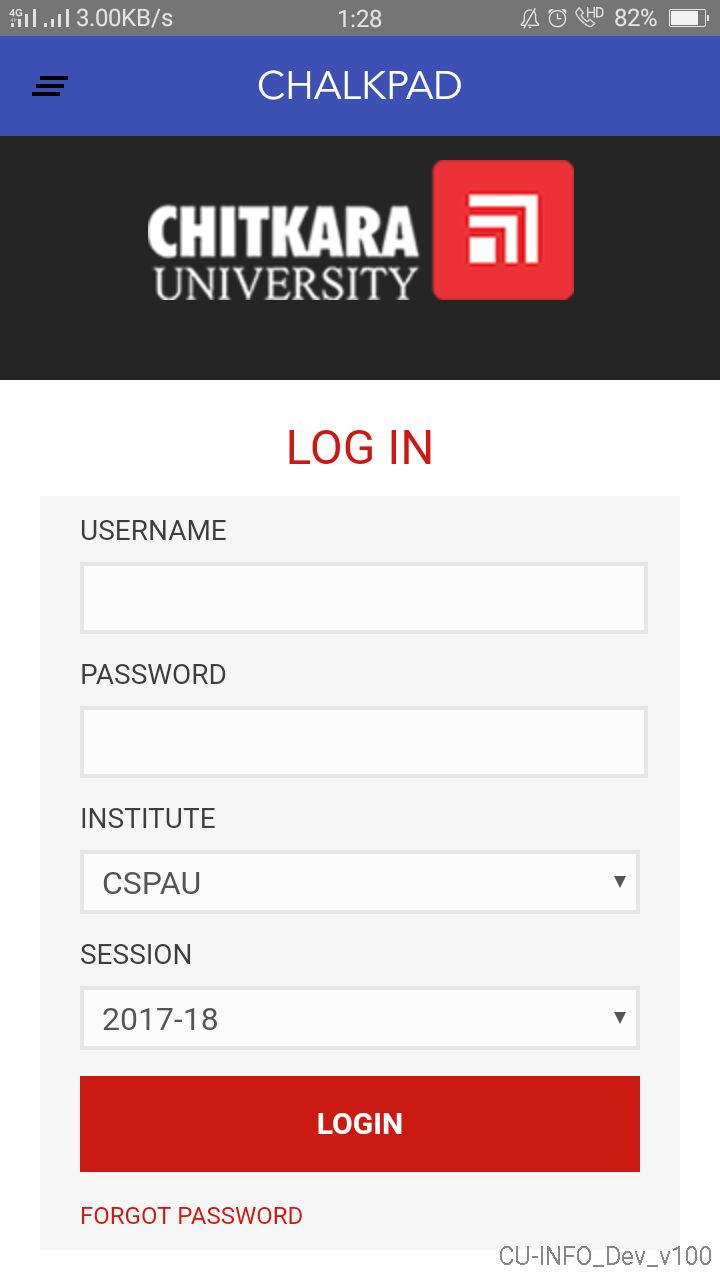 4G 3.00KB/s 1:28 HD 82%
CHALKPAD
CHITKARA
UNIVERSITY
LOG IN
USERNAME
PASSWORD
INSTITUTE
CSPAU
SESSION
2017-18
LOGIN
FORGOT PASSWORD
CU-INFO_Dev_v100